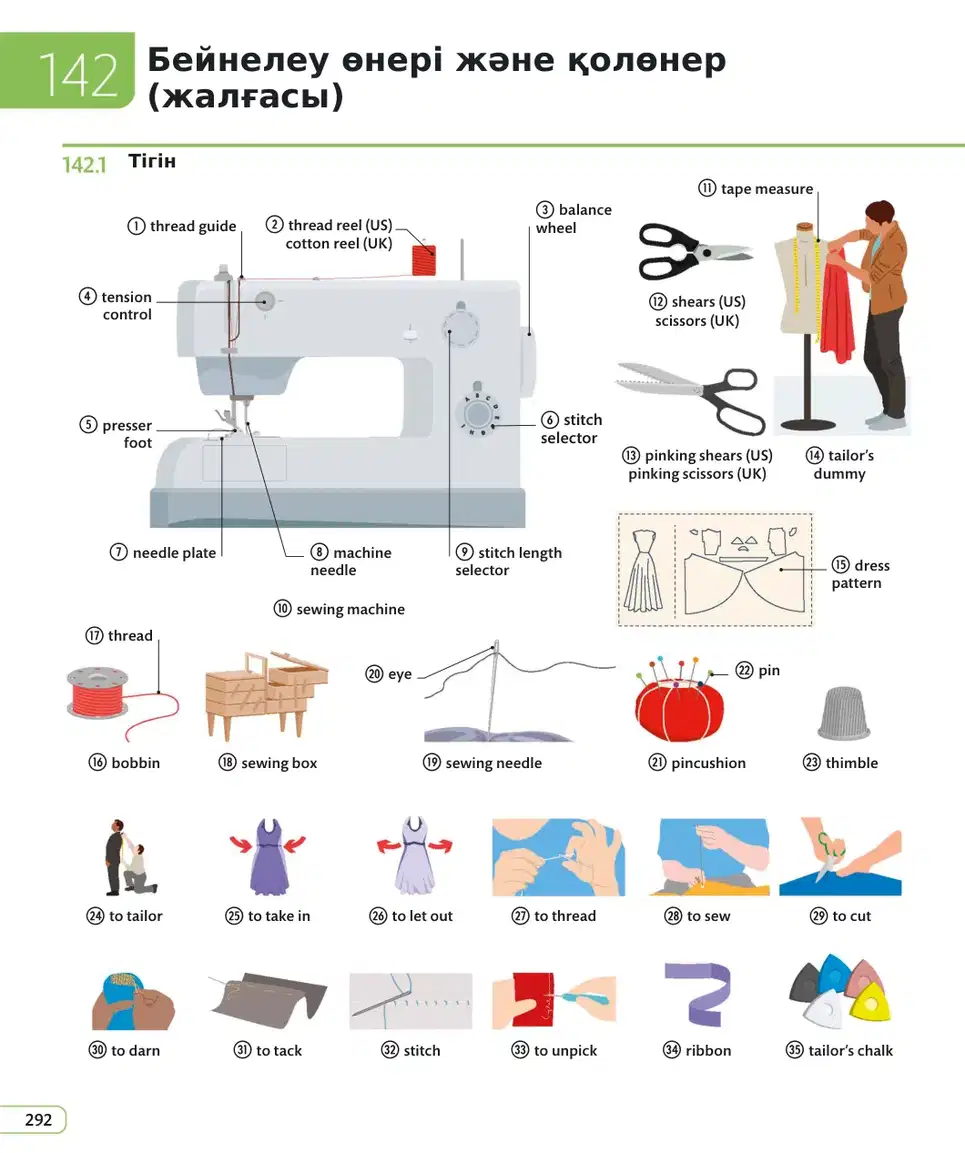 142
Бейнелеу өнері және қолөнер
(жалғасы)
142.1 Тігін
① thread guide
② thread reel (US)
cotton reel (UK)
③ balance
wheel
④ tension
control
⑤ presser
foot
⑥ stitch
selector
⑦ needle plate
⑧ machine
needle
⑨ stitch length
selector
⑩ sewing machine
⑪ tape measure
⑫ shears (US)
scissors (UK)
⑬ pinking shears (US)
pinking scissors (UK)
⑭ tailor’s
dummy
⑮ dress
pattern
⑰ thread
⑯ bobbin
⑱ sewing box
⑳ eye
⑲ sewing needle
㉒ pin
㉑ pincushion
㉓ thimble
㉔ to tailor
㉕ to take in
㉖ to let out
㉗ to thread
㉘ to sew
㉙ to cut
㉚ to darn
㉛ to tack
㉜ stitch
㉝ to unpick
㉞ ribbon
㉟ tailor’s chalk
292